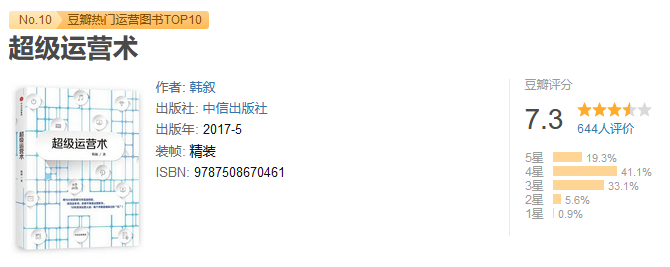 No.10 豆瓣热门运营图书TOP10
超级运营术
超级运营术
作者: 韩叙
出版社: 中信出版社
出版年: 2017-5
装帧: 精装
ISBN: 9787508670461
豆瓣评分
7.3
644人评价
5星 19.3%
4星 41.1%
3星 33.1%
2星 5.6%
1星 0.9%